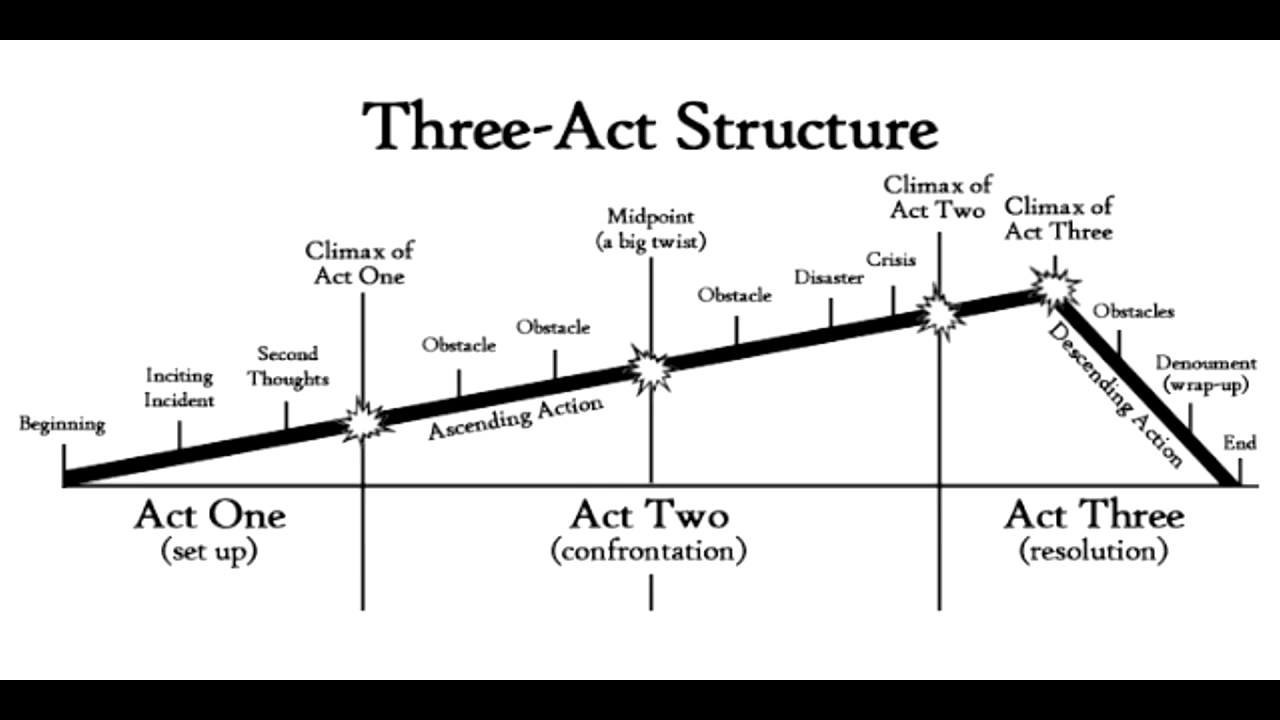 Three-Act Structure
Beginning
Inciting
Incident
Second
Thoughts
Climax of
Act One
Obstacle
Obstacle
Ascending Action
Midpoint
(a big twist)
Obstacle
Disaster
Crisis
Climax of
Act Two
Climax of
Act Three
Obstacles
Descending Action
Denoument
(wrap-up)
End
Act One
(set up)
Act Two
(confrontation)
Act Three
(resolution)